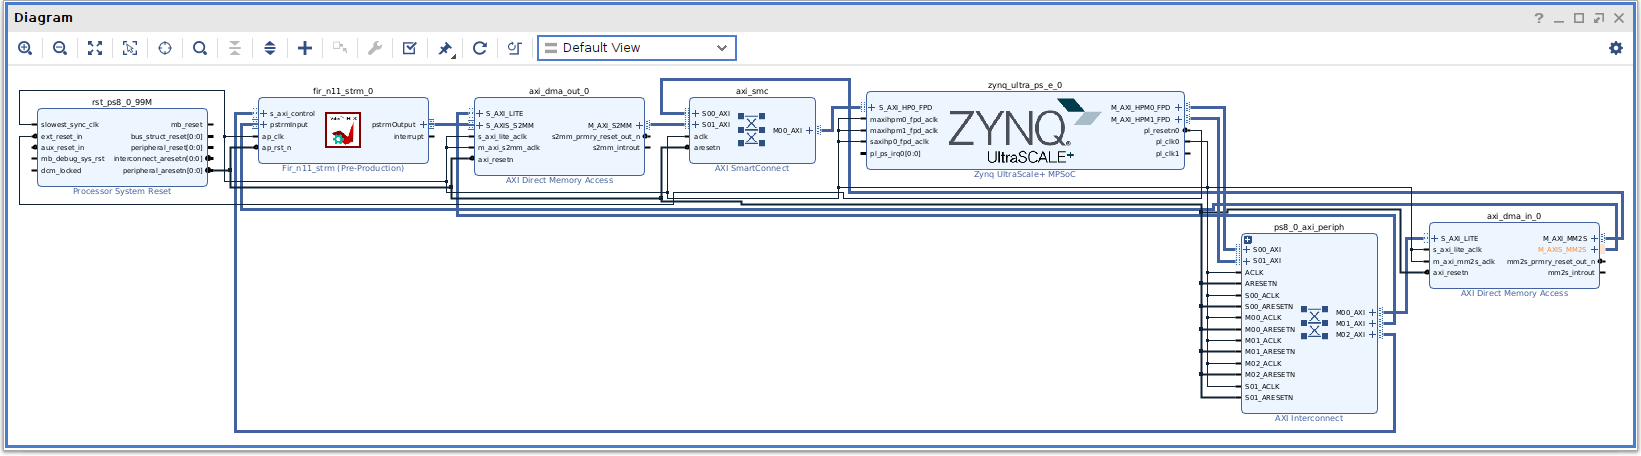 Diagram
Default View
rst_ps8_0_99M
slowest_sync_clk
ext_reset_in
aux_reset_in
mb_debug_sys_rst
dcm_locked
mb_reset
bus_struct_reset[0:0]
peripheral_reset[0:0]
interconnect_aresetn[0:0]
peripheral_aresetn[0:0]
Processor System Reset
fir_n11_strm_0
s_axi_control
pstrmInput
ap_clk
ap_rst_n
pstrmOutput
interrupt
Fir_n11_strm (Pre-Production)
axi_dma_out_0
S_AXI_LITE
S_AXIS_S2MM
s_axi_lite_aclk
m_axi_s2mm_aclk
axi_resetn
M_AXI_S2MM
s2mm_prmry_reset_out_n
s2mm_introut
AXI Direct Memory Access
axi_smc
S00_AXI
S01_AXI
aclk
aresetn
M00_AXI
AXI SmartConnect
zynq_ultra_ps_e_0
S_AXI_HP0_FPD
maxihpm0_fpd_aclk
maxihpm1_fpd_aclk
saxihp0_fpd_aclk
pl_ps_irq0[0:0]
ZYNQ
UltraSCALE+
M_AXI_HPM0_FPD
M_AXI_HPM1_FPD
pl_resetn0
pl_clk0
pl_clk1
Zynq UltraScale+ MPSoC
ps8_0_axi_periph
S00_AXI
S01_AXI
ACLK
ARESETN
S00_ACLK
S00_ARESETN
M00_ACLK
M00_ARESETN
M01_ACLK
M01_ARESETN
M02_ACLK
M02_ARESETN
S01_ACLK
S01_ARESETN
M00_AXI
M01_AXI
M02_AXI
AXI Interconnect
axi_dma_in_0
S_AXI_LITE
s_axi_lite_aclk
m_axi_mm2s_aclk
axi_resetn
M_AXI_MM2S
M_AXIS_MM2S
mm2s_prmry_reset_out_n
mm2s_introut
AXI Direct Memory Access